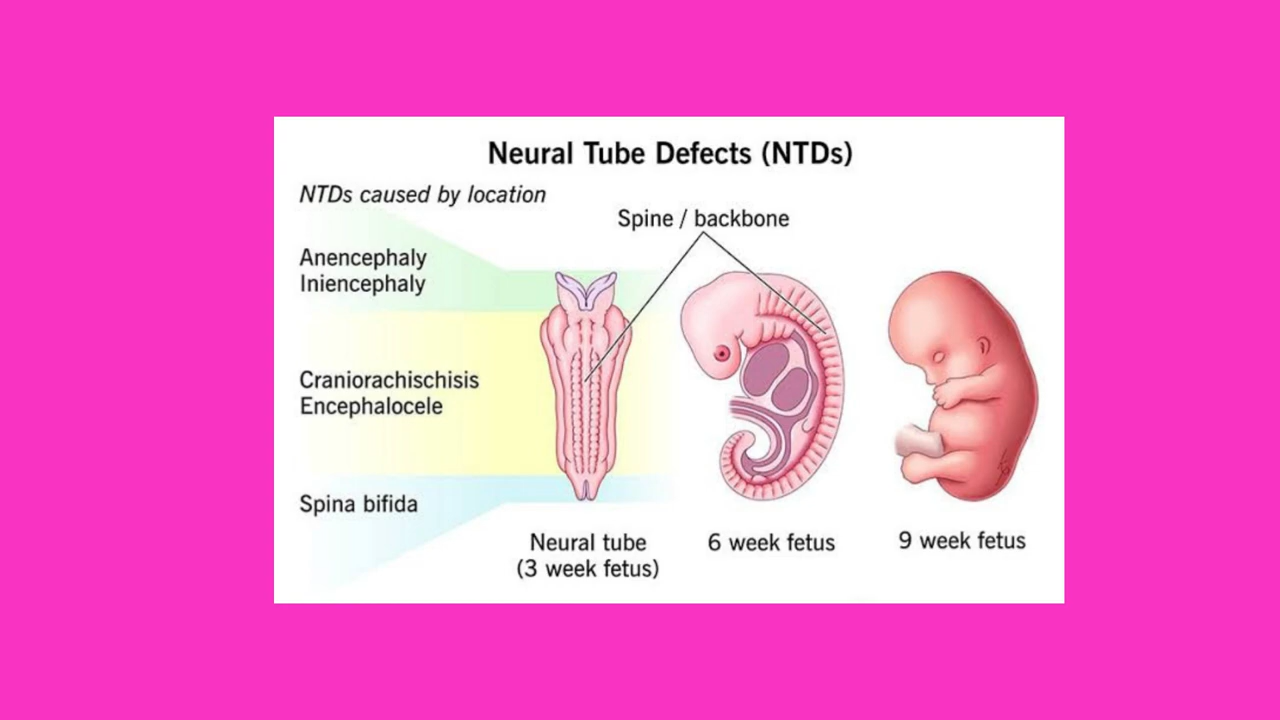 Neural Tube Defects (NTDs)
NTDs caused by location
Spine / backbone
Anencephaly
Iniencephaly
Craniorachischisis
Encephalocele
Spina bifida
Neural tube
(3 week fetus)
6 week fetus
9 week fetus